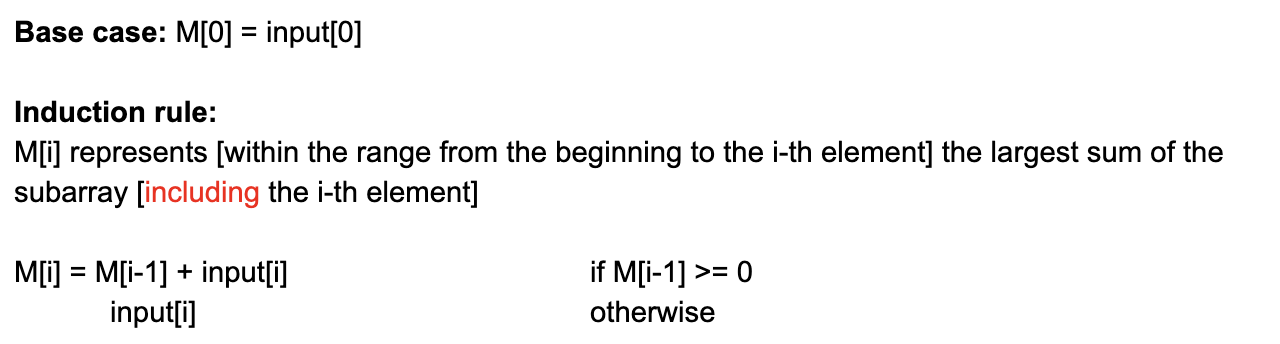 Base case: M[0] = input[0]
Induction rule:
M[i] represents [within the range from the beginning to the i-th element] the largest sum of the
subarray [including the i-th element]
M[i] = M[i-1] + input[i] if M[i-1] >= 0
input[i] otherwise